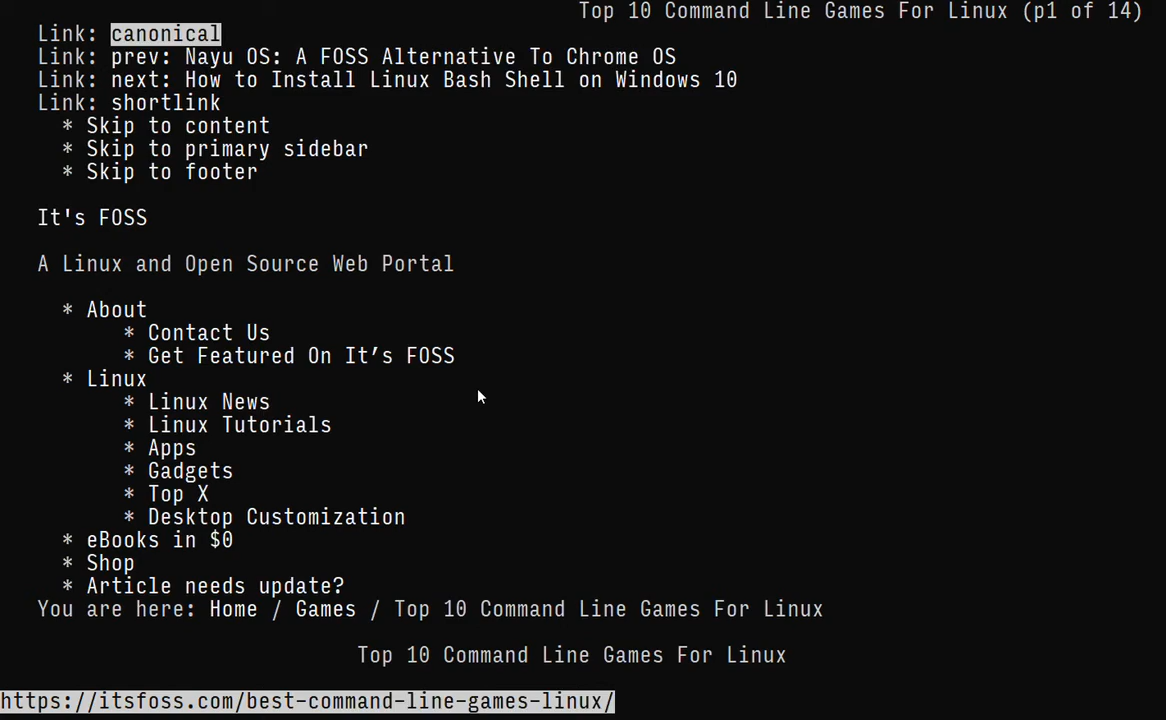 Top 10 Command Line Games For Linux (p1 of 14)
Link: canonical
Link: prev: Nayu OS: A FOSS Alternative To Chrome OS
Link: next: How to Install Linux Bash Shell on Windows 10
Link: shortlink
* Skip to content
* Skip to primary sidebar
* Skip to footer
It's FOSS
A Linux and Open Source Web Portal
* About
* Contact Us
* Get Featured On It’s FOSS
* Linux
* Linux News
* Linux Tutorials
* Apps
* Gadgets
* Top X
* Desktop Customization
* eBooks in $0
* Shop
* Article needs update?
You are here: Home / Games / Top 10 Command Line Games For Linux
Top 10 Command Line Games For Linux
https://itsfoss.com/best-command-line-games-linux/